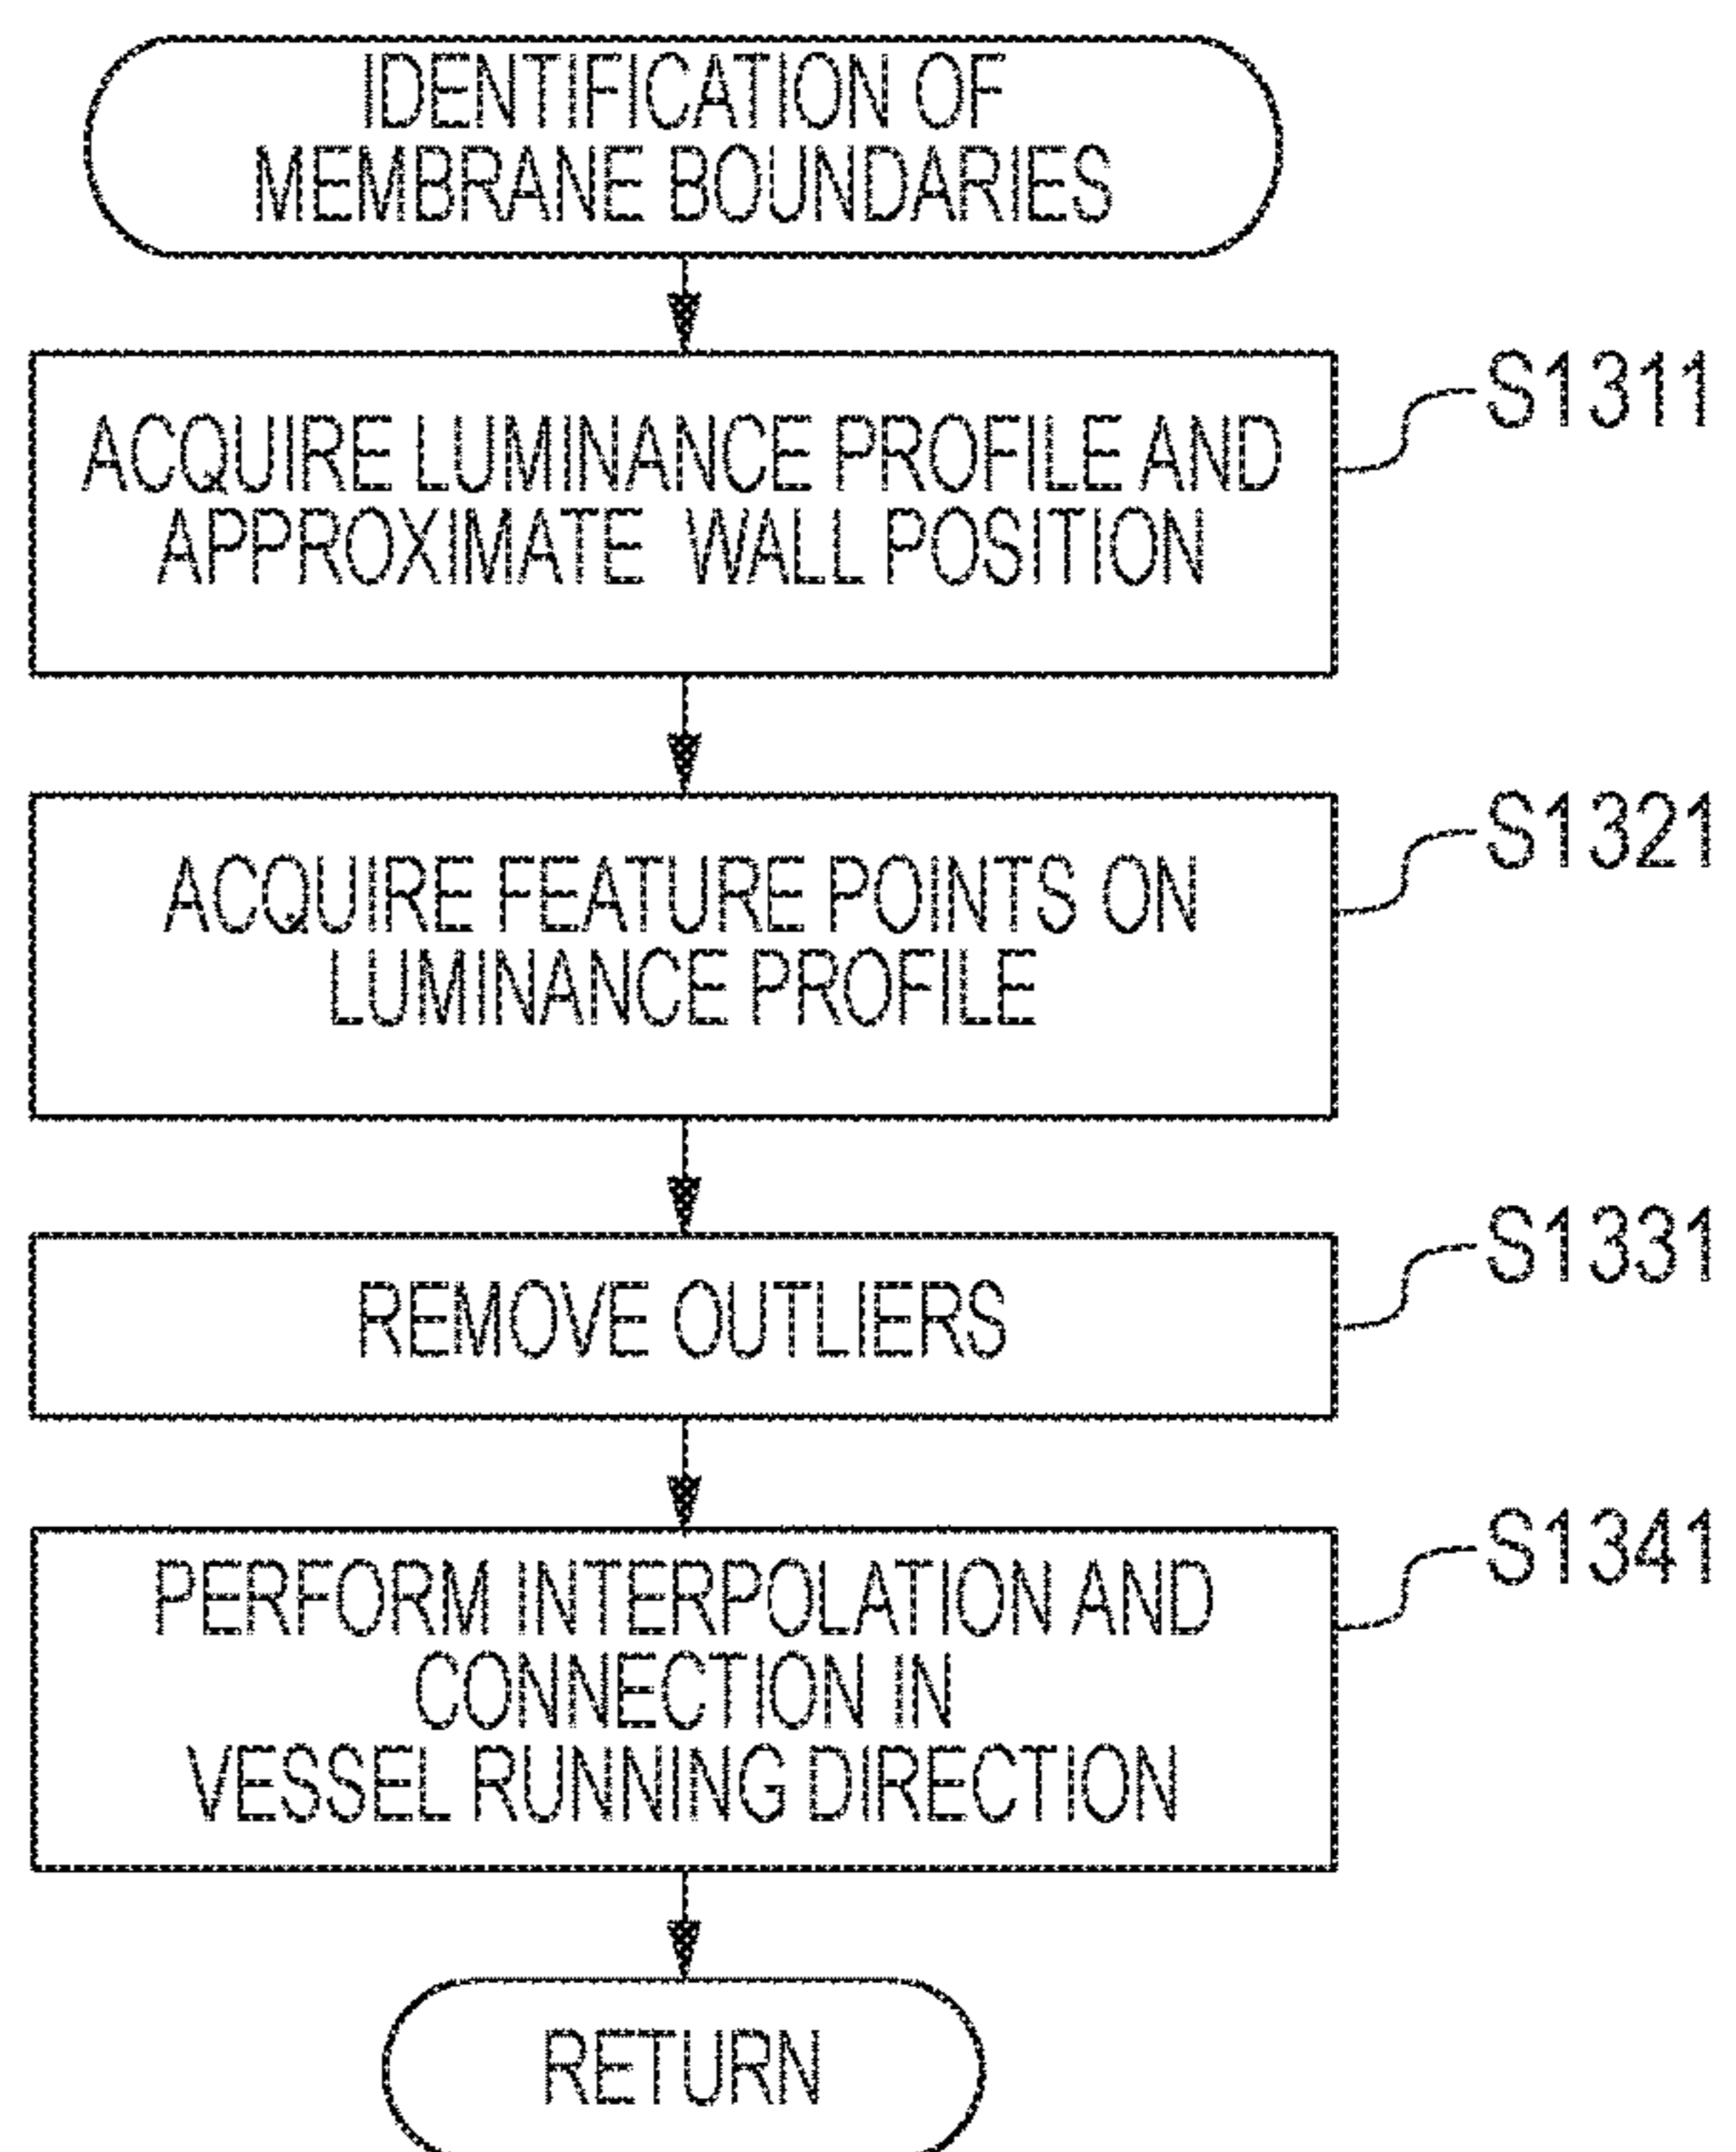 IDENTIFICATION OF
MEMBRANE BOUNDARIES
S1311
ACQUIRE LUMINANCE PROFILE AND
APPROXIMATE WALL POSITION
S1321
ACQUIRE FEATURE POINTS ON
LUMINANCE PROFILE
S1331
REMOVE OUTLIERS
S1341
PERFORM INTERPOLATION AND
CONNECTION IN
VESSEL RUNNING DIRECTION
RETURN